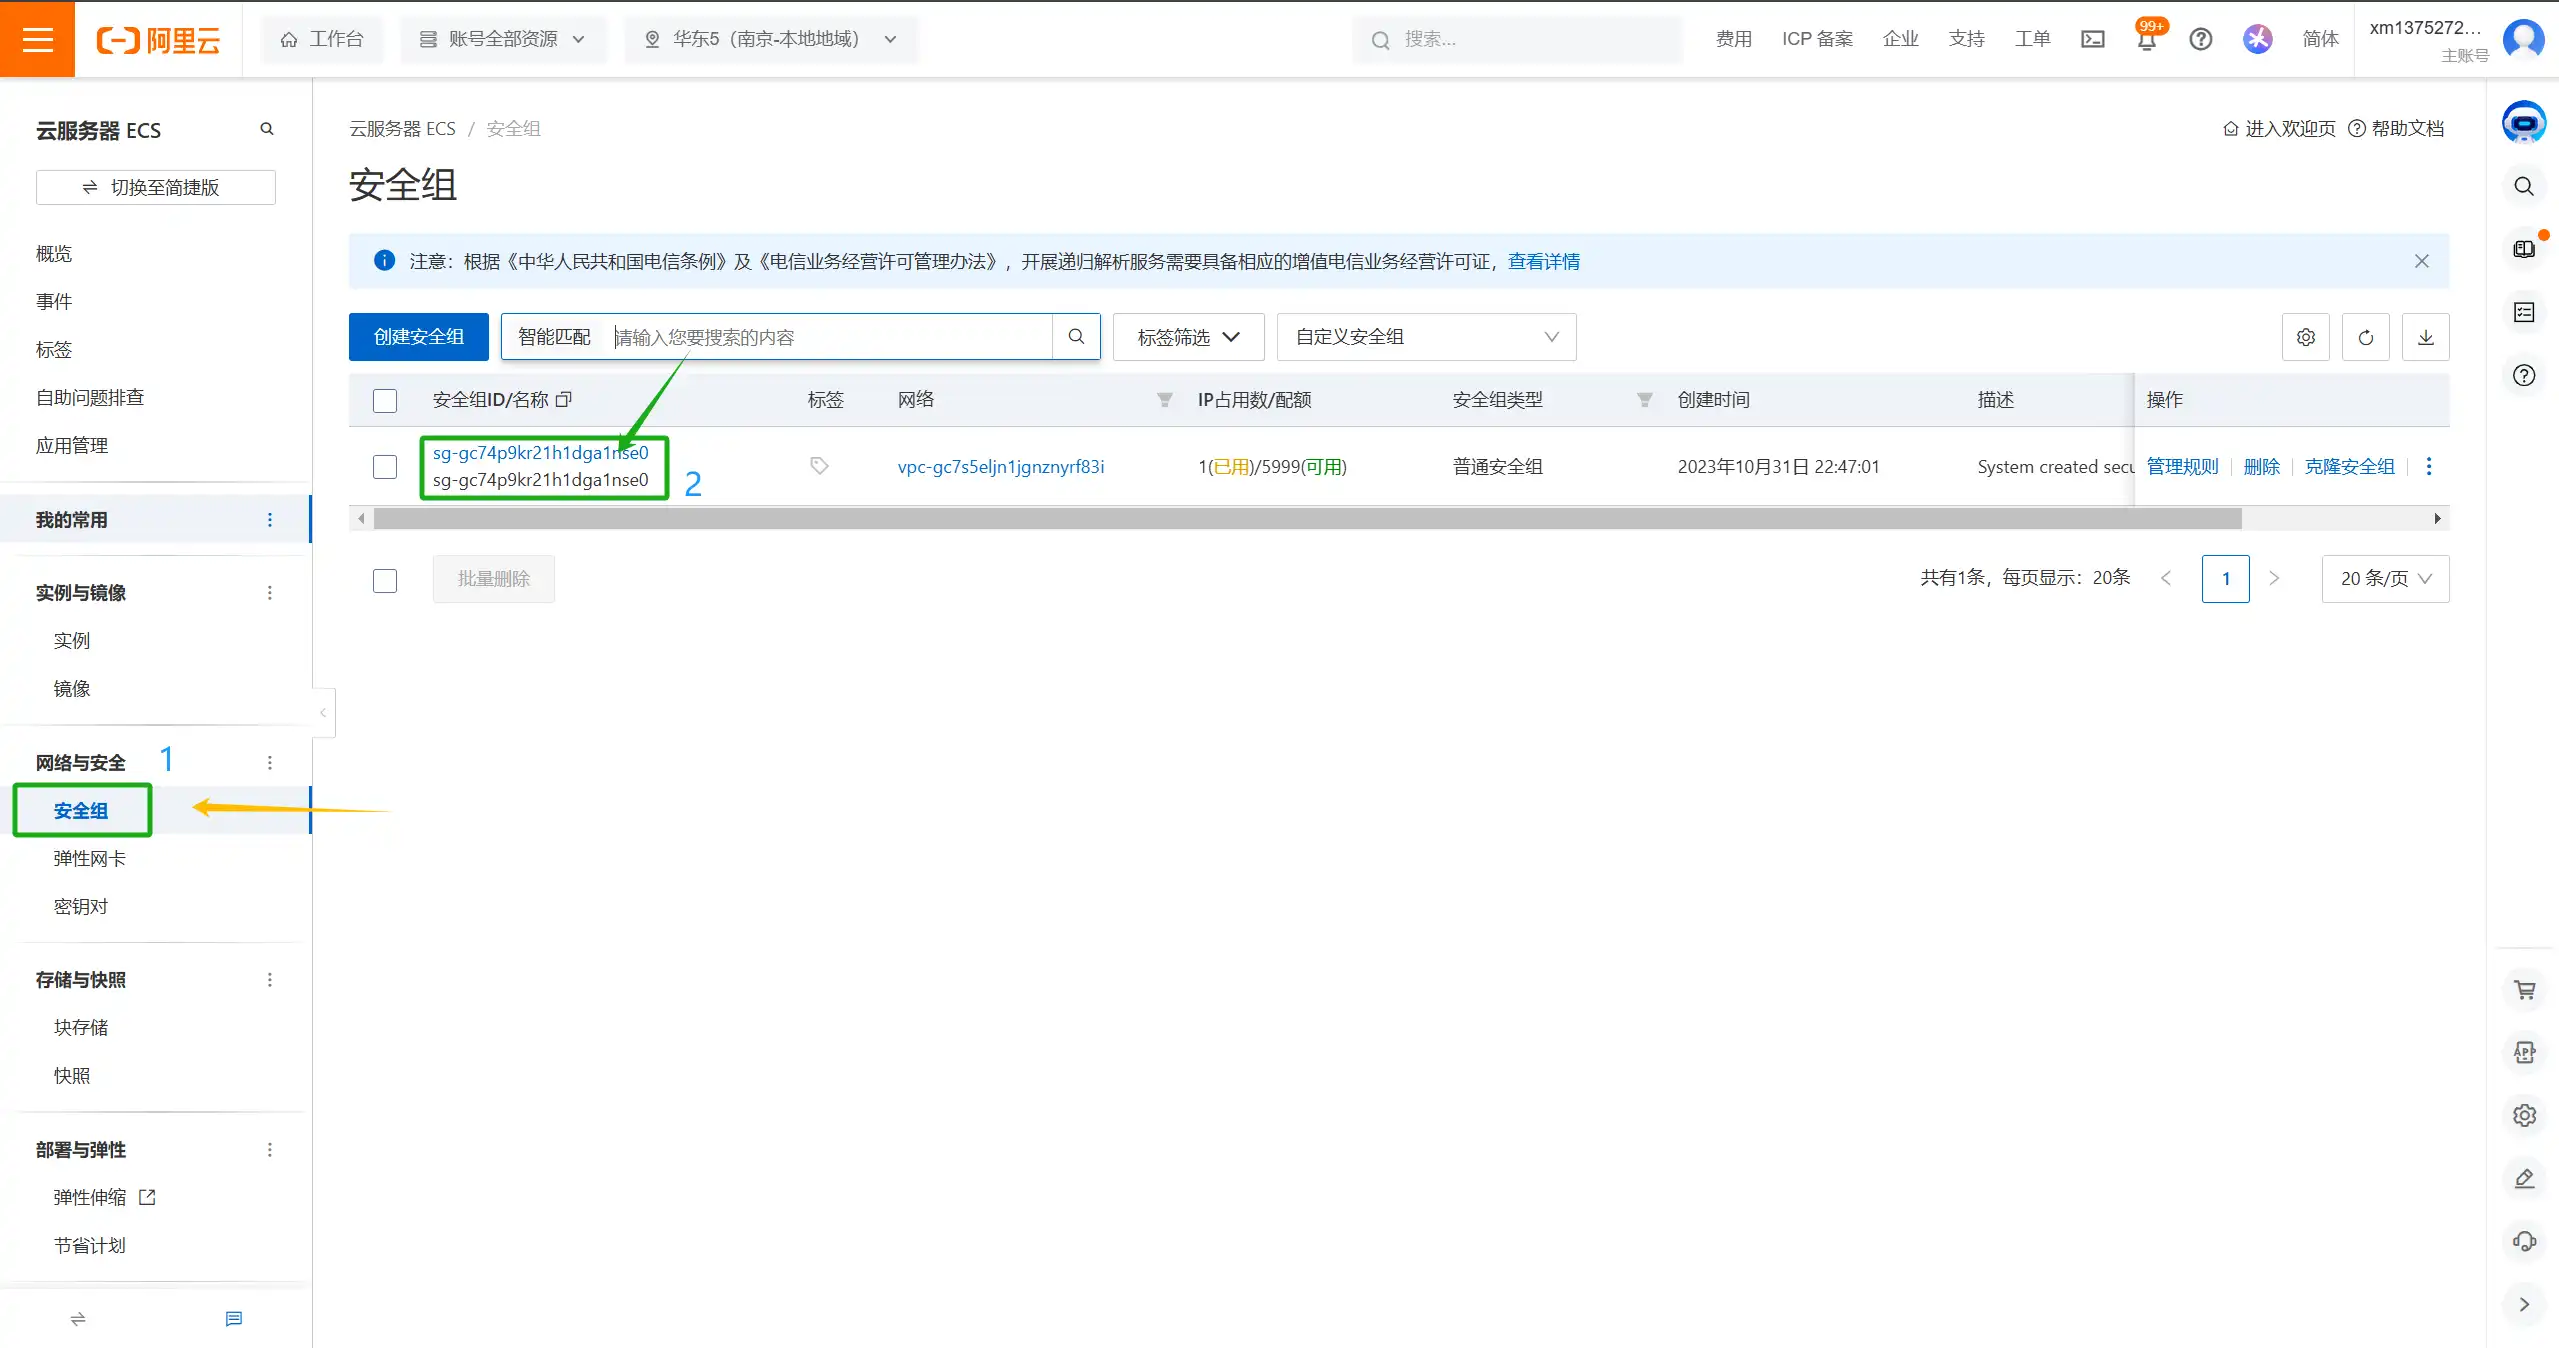 阿里云
工作台
账号全部资源
华东5（南京-本地地域）
搜索...
费用
ICP 备案
企业
支持
工单
99+
简体
xm1375272...
主账号
云服务器 ECS
切换至简捷版
概览
事件
标签
自助问题排查
应用管理
我的常用
实例与镜像
实例
镜像
网络与安全
1
安全组
弹性网卡
密钥对
存储与快照
块存储
快照
部署与弹性
弹性伸缩
节省计划
云服务器 ECS / 安全组
进入欢迎页
帮助文档
安全组
注意：根据《中华人民共和国电信条例》及《电信业务经营许可管理办法》，开展递归解析服务需要具备相应的增值电信业务经营许可证，查看详情
创建安全组
智能匹配
请输入您要搜索的内容
标签筛选
自定义安全组
安全组ID/名称
标签
网络
IP占用数/配额
安全组类型
创建时间
描述
操作
sg-gc74p9kr21h1dga1nse0
sg-gc74p9kr21h1dga1nse0
2
vpc-gc7s5eljn1jgnznyrf83i
1(已用)/5999(可用)
普通安全组
2023年10月31日 22:47:01
System created secu
管理规则
删除
克隆安全组
批量删除
共有1条，每页显示：20条
1
20 条/页
APP